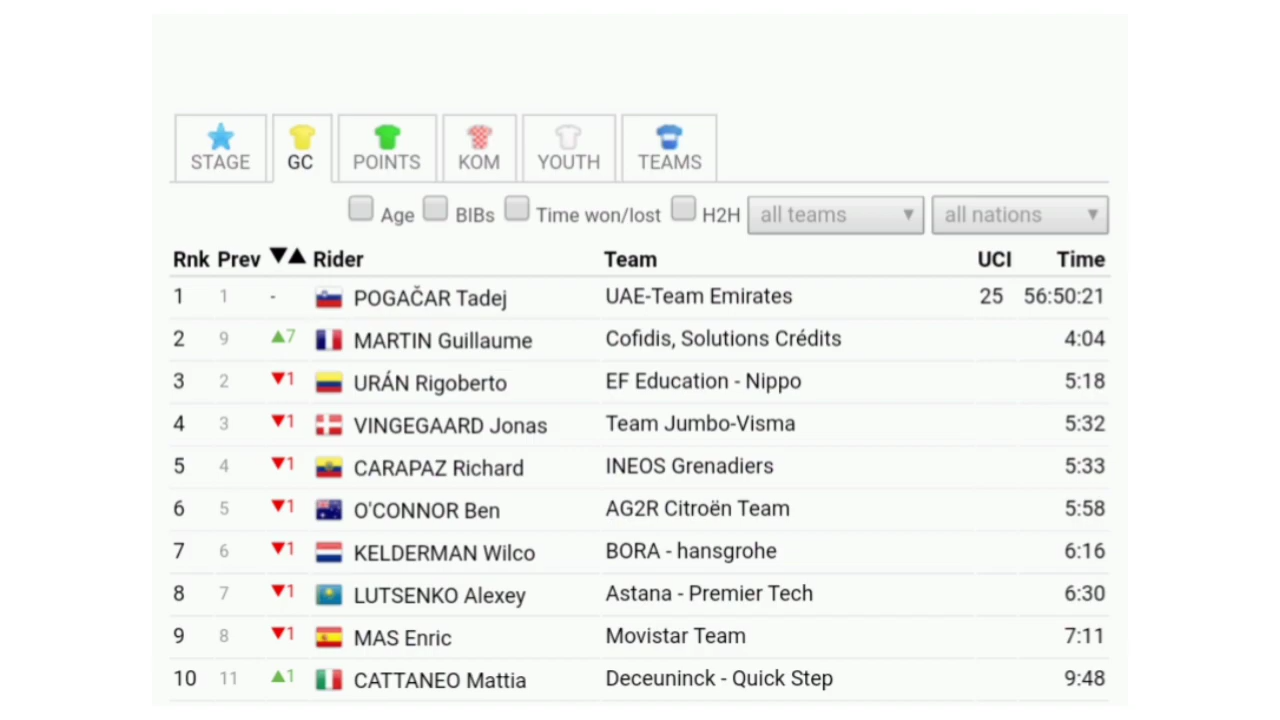 STAGE GC POINTS KOM YOUTH TEAMS
Age BIBs Time won/lost H2H all teams ▼ all nations ▼
Rnk Prev ▼▲ Rider Team UCI Time
1 1 - POGAČAR Tadej UAE-Team Emirates 25 56:50:21
2 9 ▲7 MARTIN Guillaume Cofidis, Solutions Crédits 4:04
3 2 ▼1 URÁN Rigoberto EF Education - Nippo 5:18
4 3 ▼1 VINGEGAARD Jonas Team Jumbo-Visma 5:32
5 4 ▼1 CARAPAZ Richard INEOS Grenadiers 5:33
6 5 ▼1 O'CONNOR Ben AG2R Citroën Team 5:58
7 6 ▼1 KELDERMAN Wilco BORA - hansgrohe 6:16
8 7 ▼1 LUTSENKO Alexey Astana - Premier Tech 6:30
9 8 ▼1 MAS Enric Movistar Team 7:11
10 11 ▲1 CATTANEO Mattia Deceuninck - Quick Step 9:48